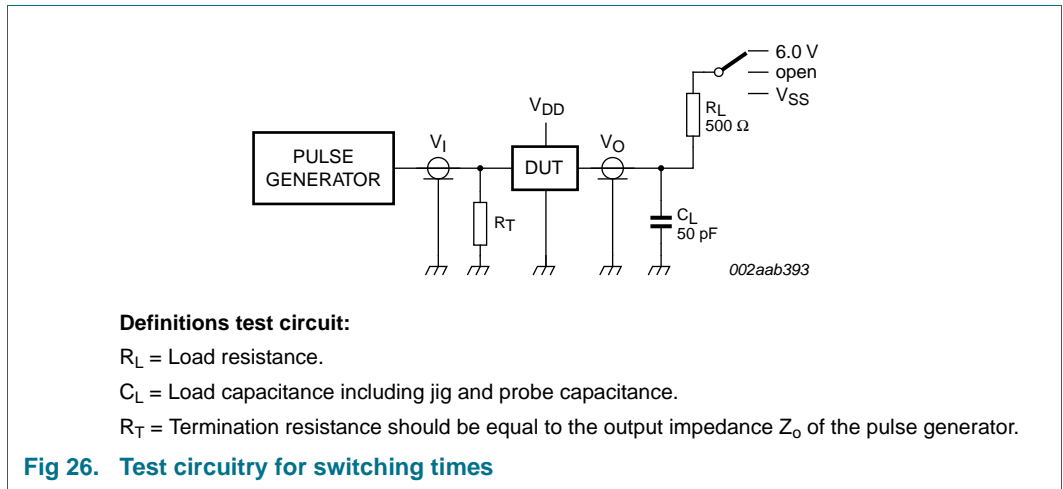 6.0 V
open
VSS
RL
500 Ω
VDD
VI
VO
PULSE
GENERATOR
DUT
RT
CL
50 pF
002aab393
Definitions test circuit:
RL = Load resistance.
CL = Load capacitance including jig and probe capacitance.
RT = Termination resistance should be equal to the output impedance Zo of the pulse generator.
Fig 26. Test circuitry for switching times